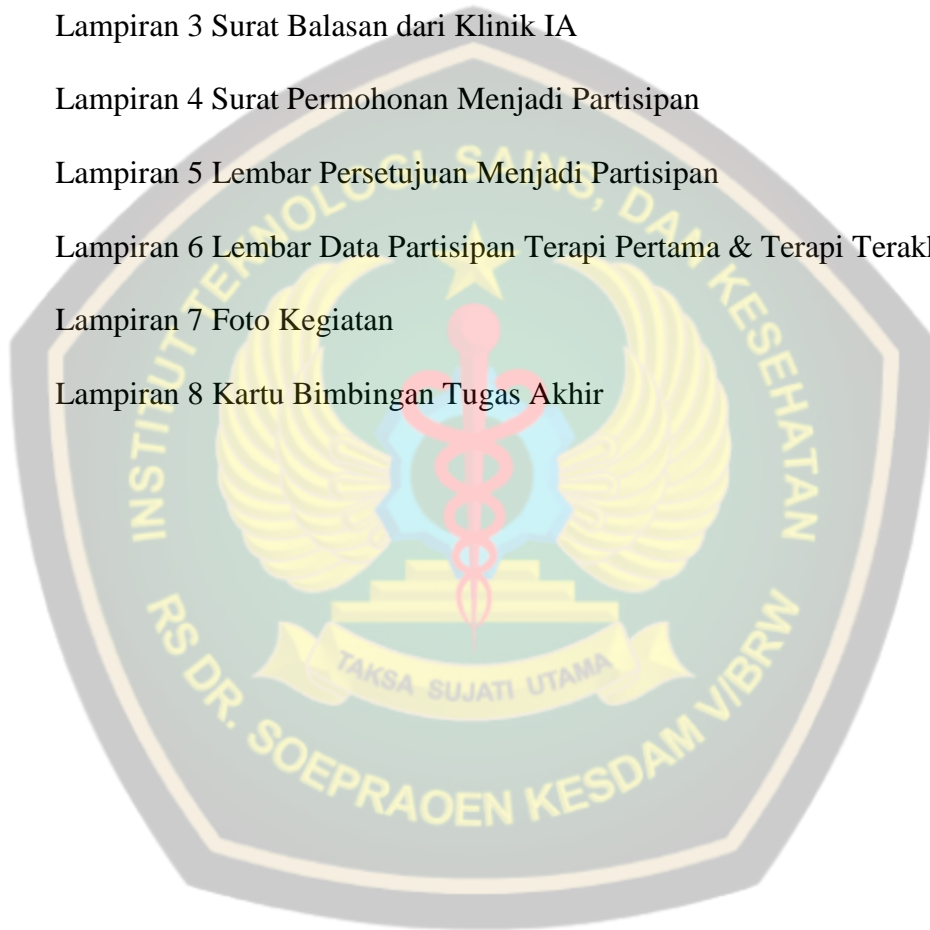 Lampiran 3 Surat Balasan dari Klinik IA
Lampiran 4 Surat Permohonan Menjadi Partisipan
Lampiran 5 Lembar Persetujuan Menjadi Partisipan
Lampiran 6 Lembar Data Partisipan Terapi Pertama & Terapi
Lampiran 7 Foto Kegiatan
Lampiran 8 Kartu Bimbingan Tugas Akhir
INSTITUT TEKNOLOGI, SAINS, DAN KESEHATAN
TAKSA SUJATI UTAMA
RS DR. SOEPRAOEN KESDAM V/BRW